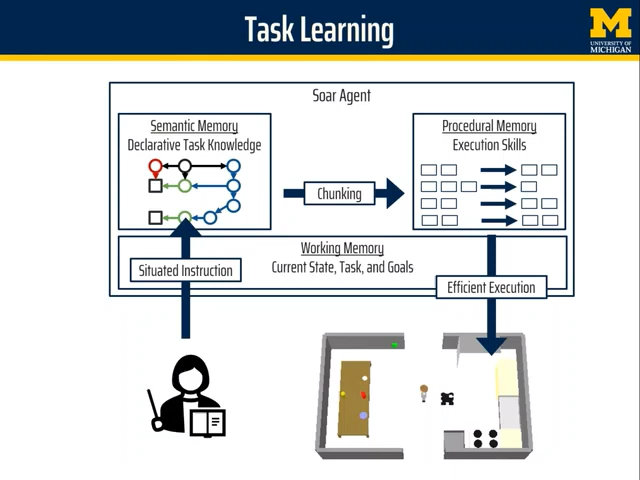 Task Learning
M
UNIVERSITY OF
MICHIGAN
Soar Agent
Semantic Memory
Declarative Task Knowledge
Procedural Memory
Execution Skills
Chunking
Working Memory
Current State, Task, and Goals
Situated Instruction
Efficient Execution